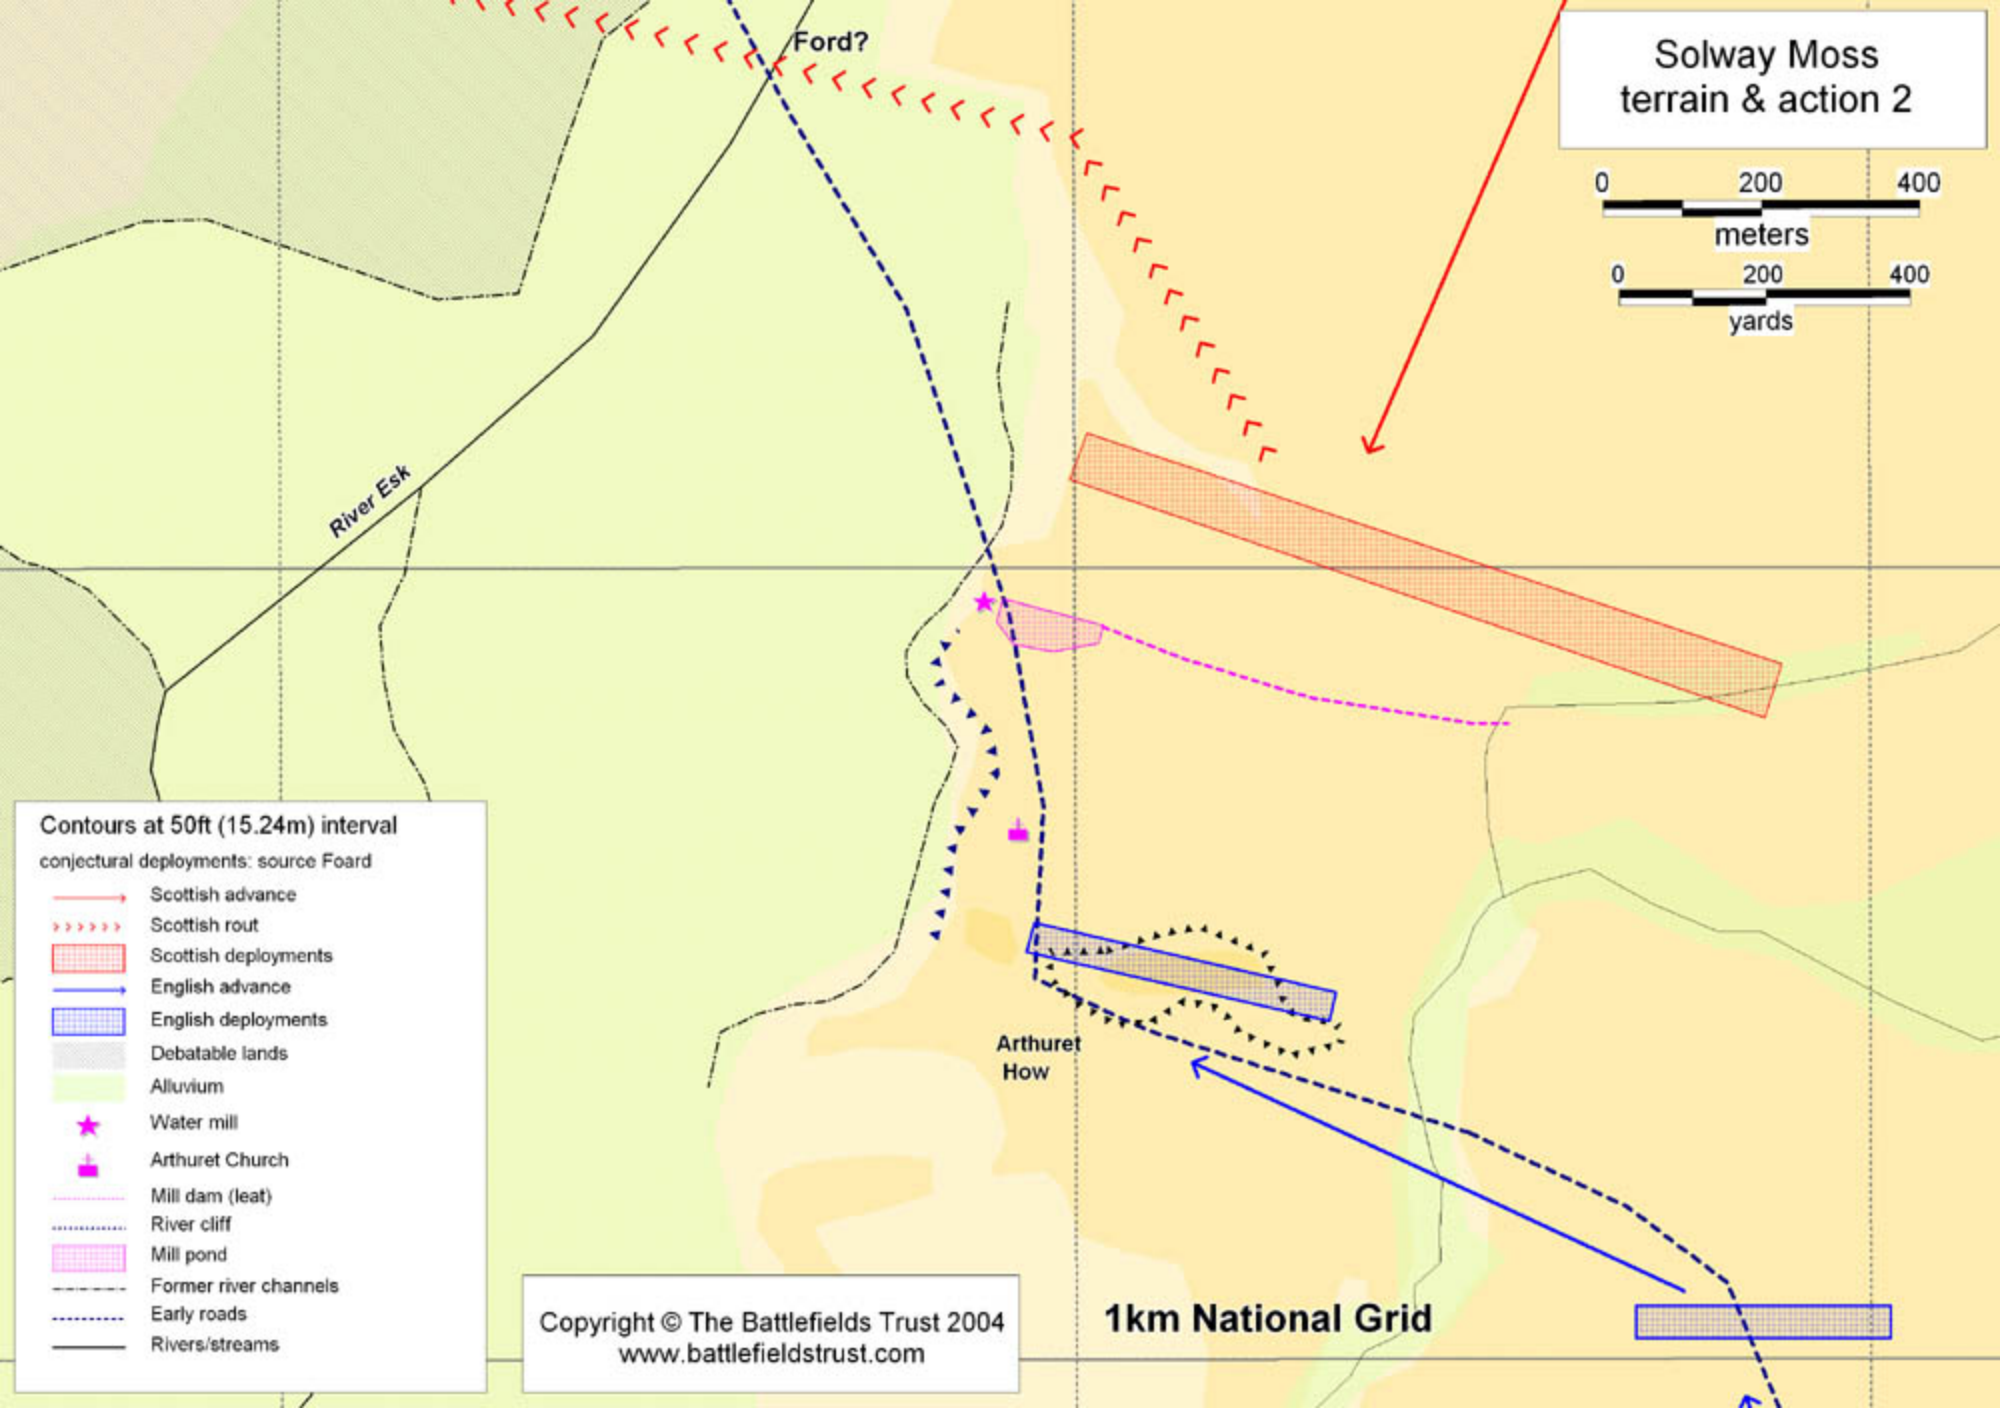 Ford?
Solway Moss
terrain & action 2
0 200 400
meters
0 200 400
yards
River Esk
Contours at 50ft (15.24m) interval
conjectural deployments: source Foard
Scottish advance
Scottish rout
Scottish deployments
English advance
English deployments
Debatable lands
Alluvium
Water mill
Arthuret Church
Mill dam (leat)
River cliff
Mill pond
Former river channels
Early roads
Rivers/streams
Arthuret
How
Copyright © The Battlefields Trust 2004
www.battlefieldstrust.com
1km National Grid